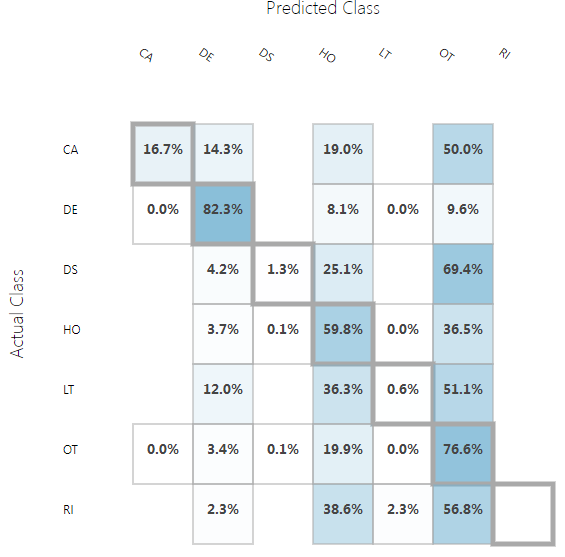 Predicted Class
CA DE DS HO LT OT RI
Actual Class
CA 16.7% 14.3% 19.0% 50.0%
DE 0.0% 82.3% 8.1% 0.0% 9.6%
DS 4.2% 1.3% 25.1% 69.4%
HO 3.7% 0.1% 59.8% 0.0% 36.5%
LT 12.0% 36.3% 0.6% 51.1%
OT 0.0% 3.4% 0.1% 19.9% 0.0% 76.6%
RI 2.3% 38.6% 2.3% 56.8%